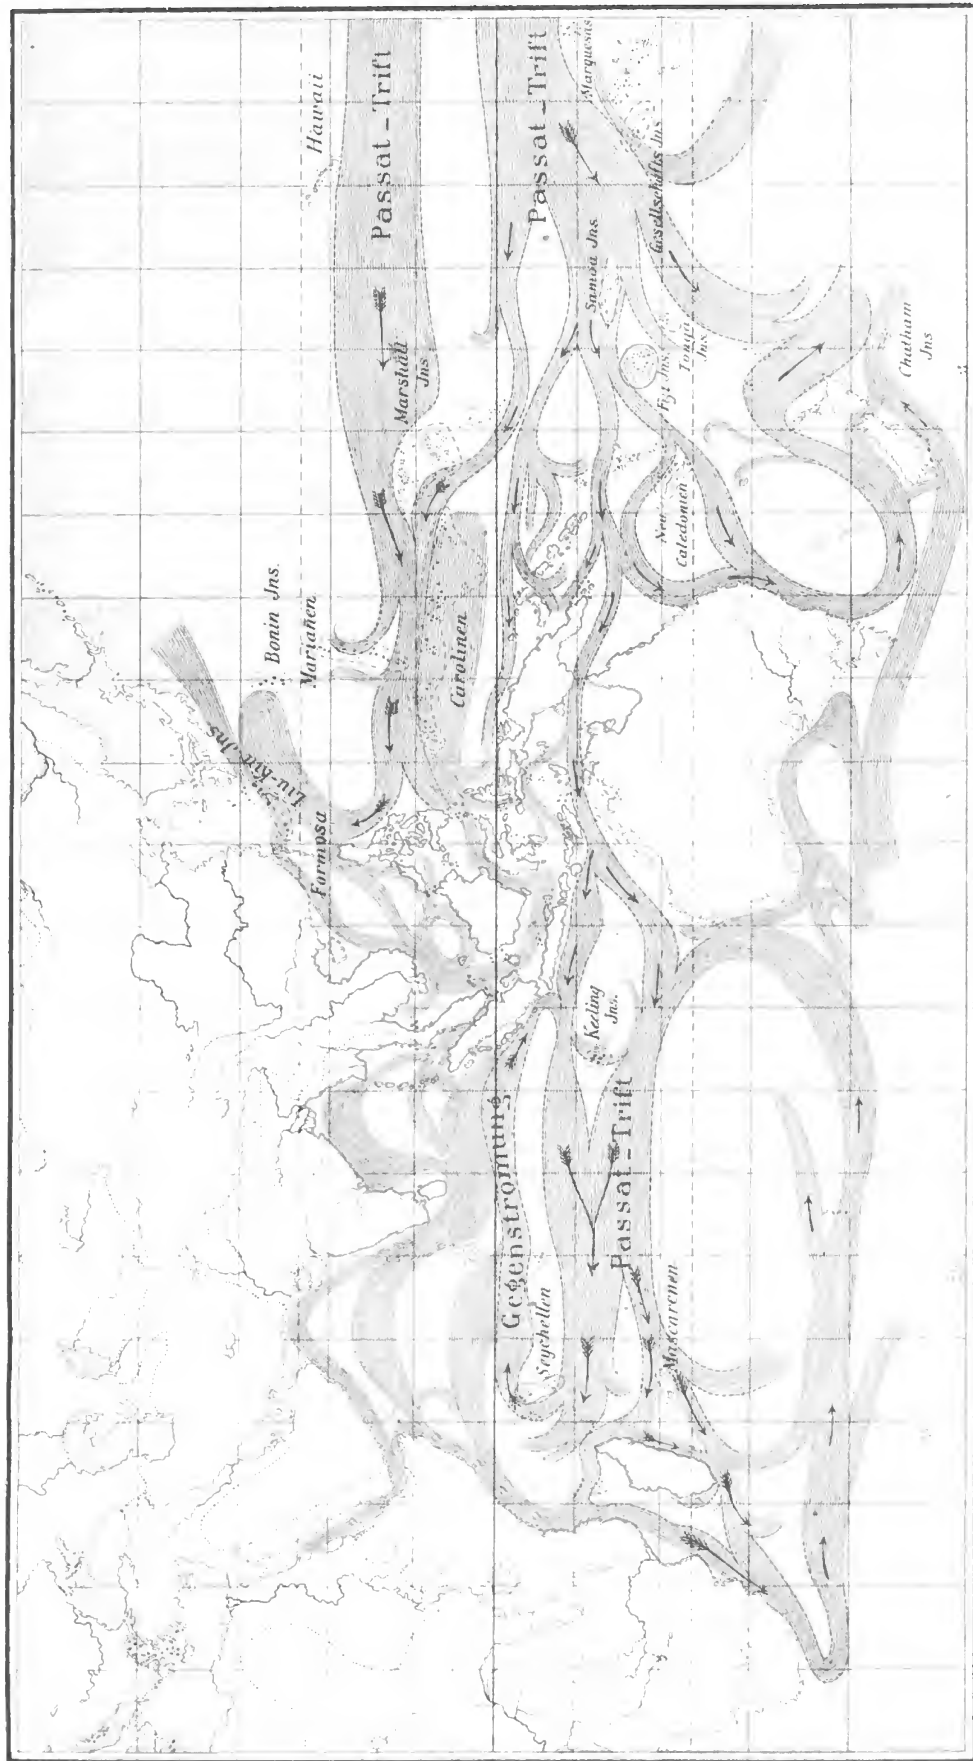 Hawaii
Passat-Trift
Passat-Trift
Marquesas
Gesellschafts Jns
Samoa Jns.
Marshall
Jns
Fiji Jns.
Tonga
Jns.
Chatham
Jns
Neu
Caledonien
Bonin Jns.
Marianen
Carolinen
Liu-kiu Jns
Formosa
Keeling
Jns.
Gegenströmung
Passat-Trift
Seychellen
Mascarenen